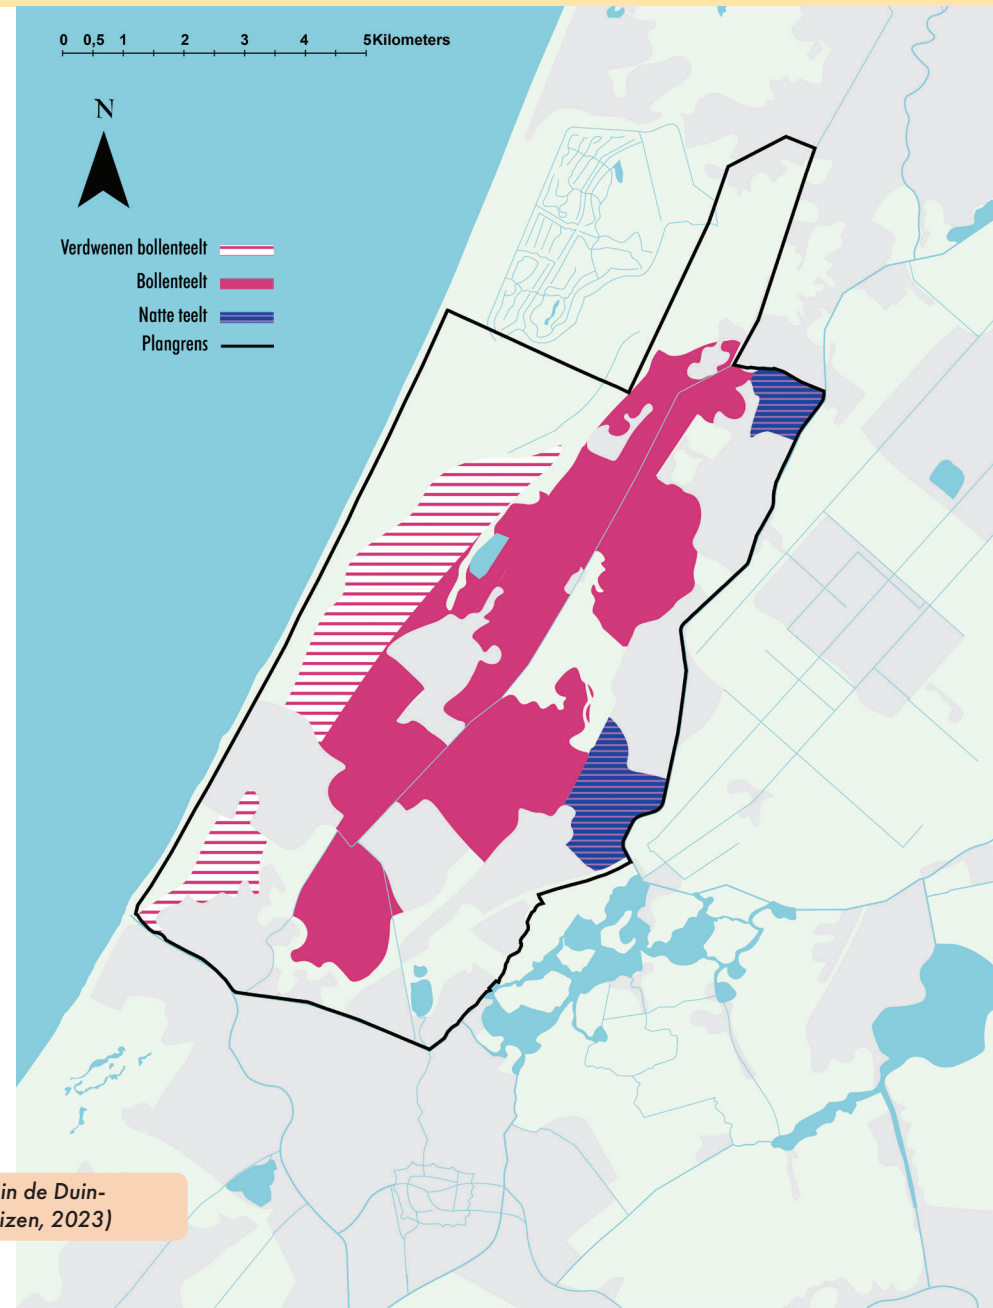 0 0,5 1 2 3 4 5Kilometers
N
Verdwenen bollenteelt
Bollenteelt
Natte teelt
Plangrens
in de Duin-
izen, 2023)